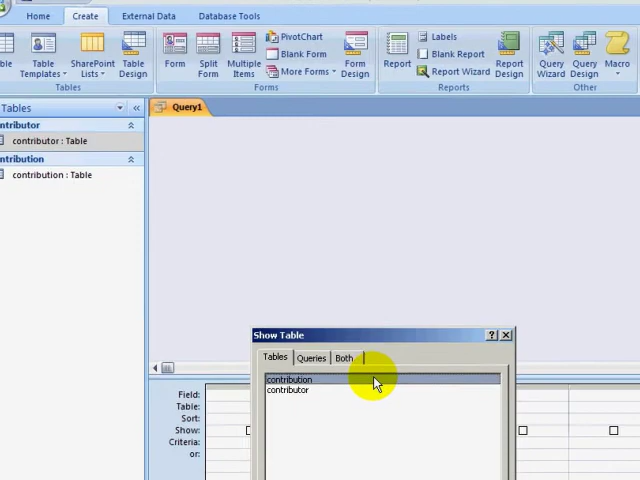 Home Create External Data Database Tools
PivotChart
Blank Form
More Forms
Table Templates
SharePoint Lists
Table Design
Form
Split Form
Multiple Items
Form Design
Report
Labels
Blank Report
Report Wizard
Report Design
Query Wizard
Query Design
Macro
Tables Forms Reports Other
Tables
Query1
contributor : Table
contribution : Table
Show Table
Tables Queries Both
contribution
contributor
Field:
Table:
Sort:
Show:
Criteria:
or: